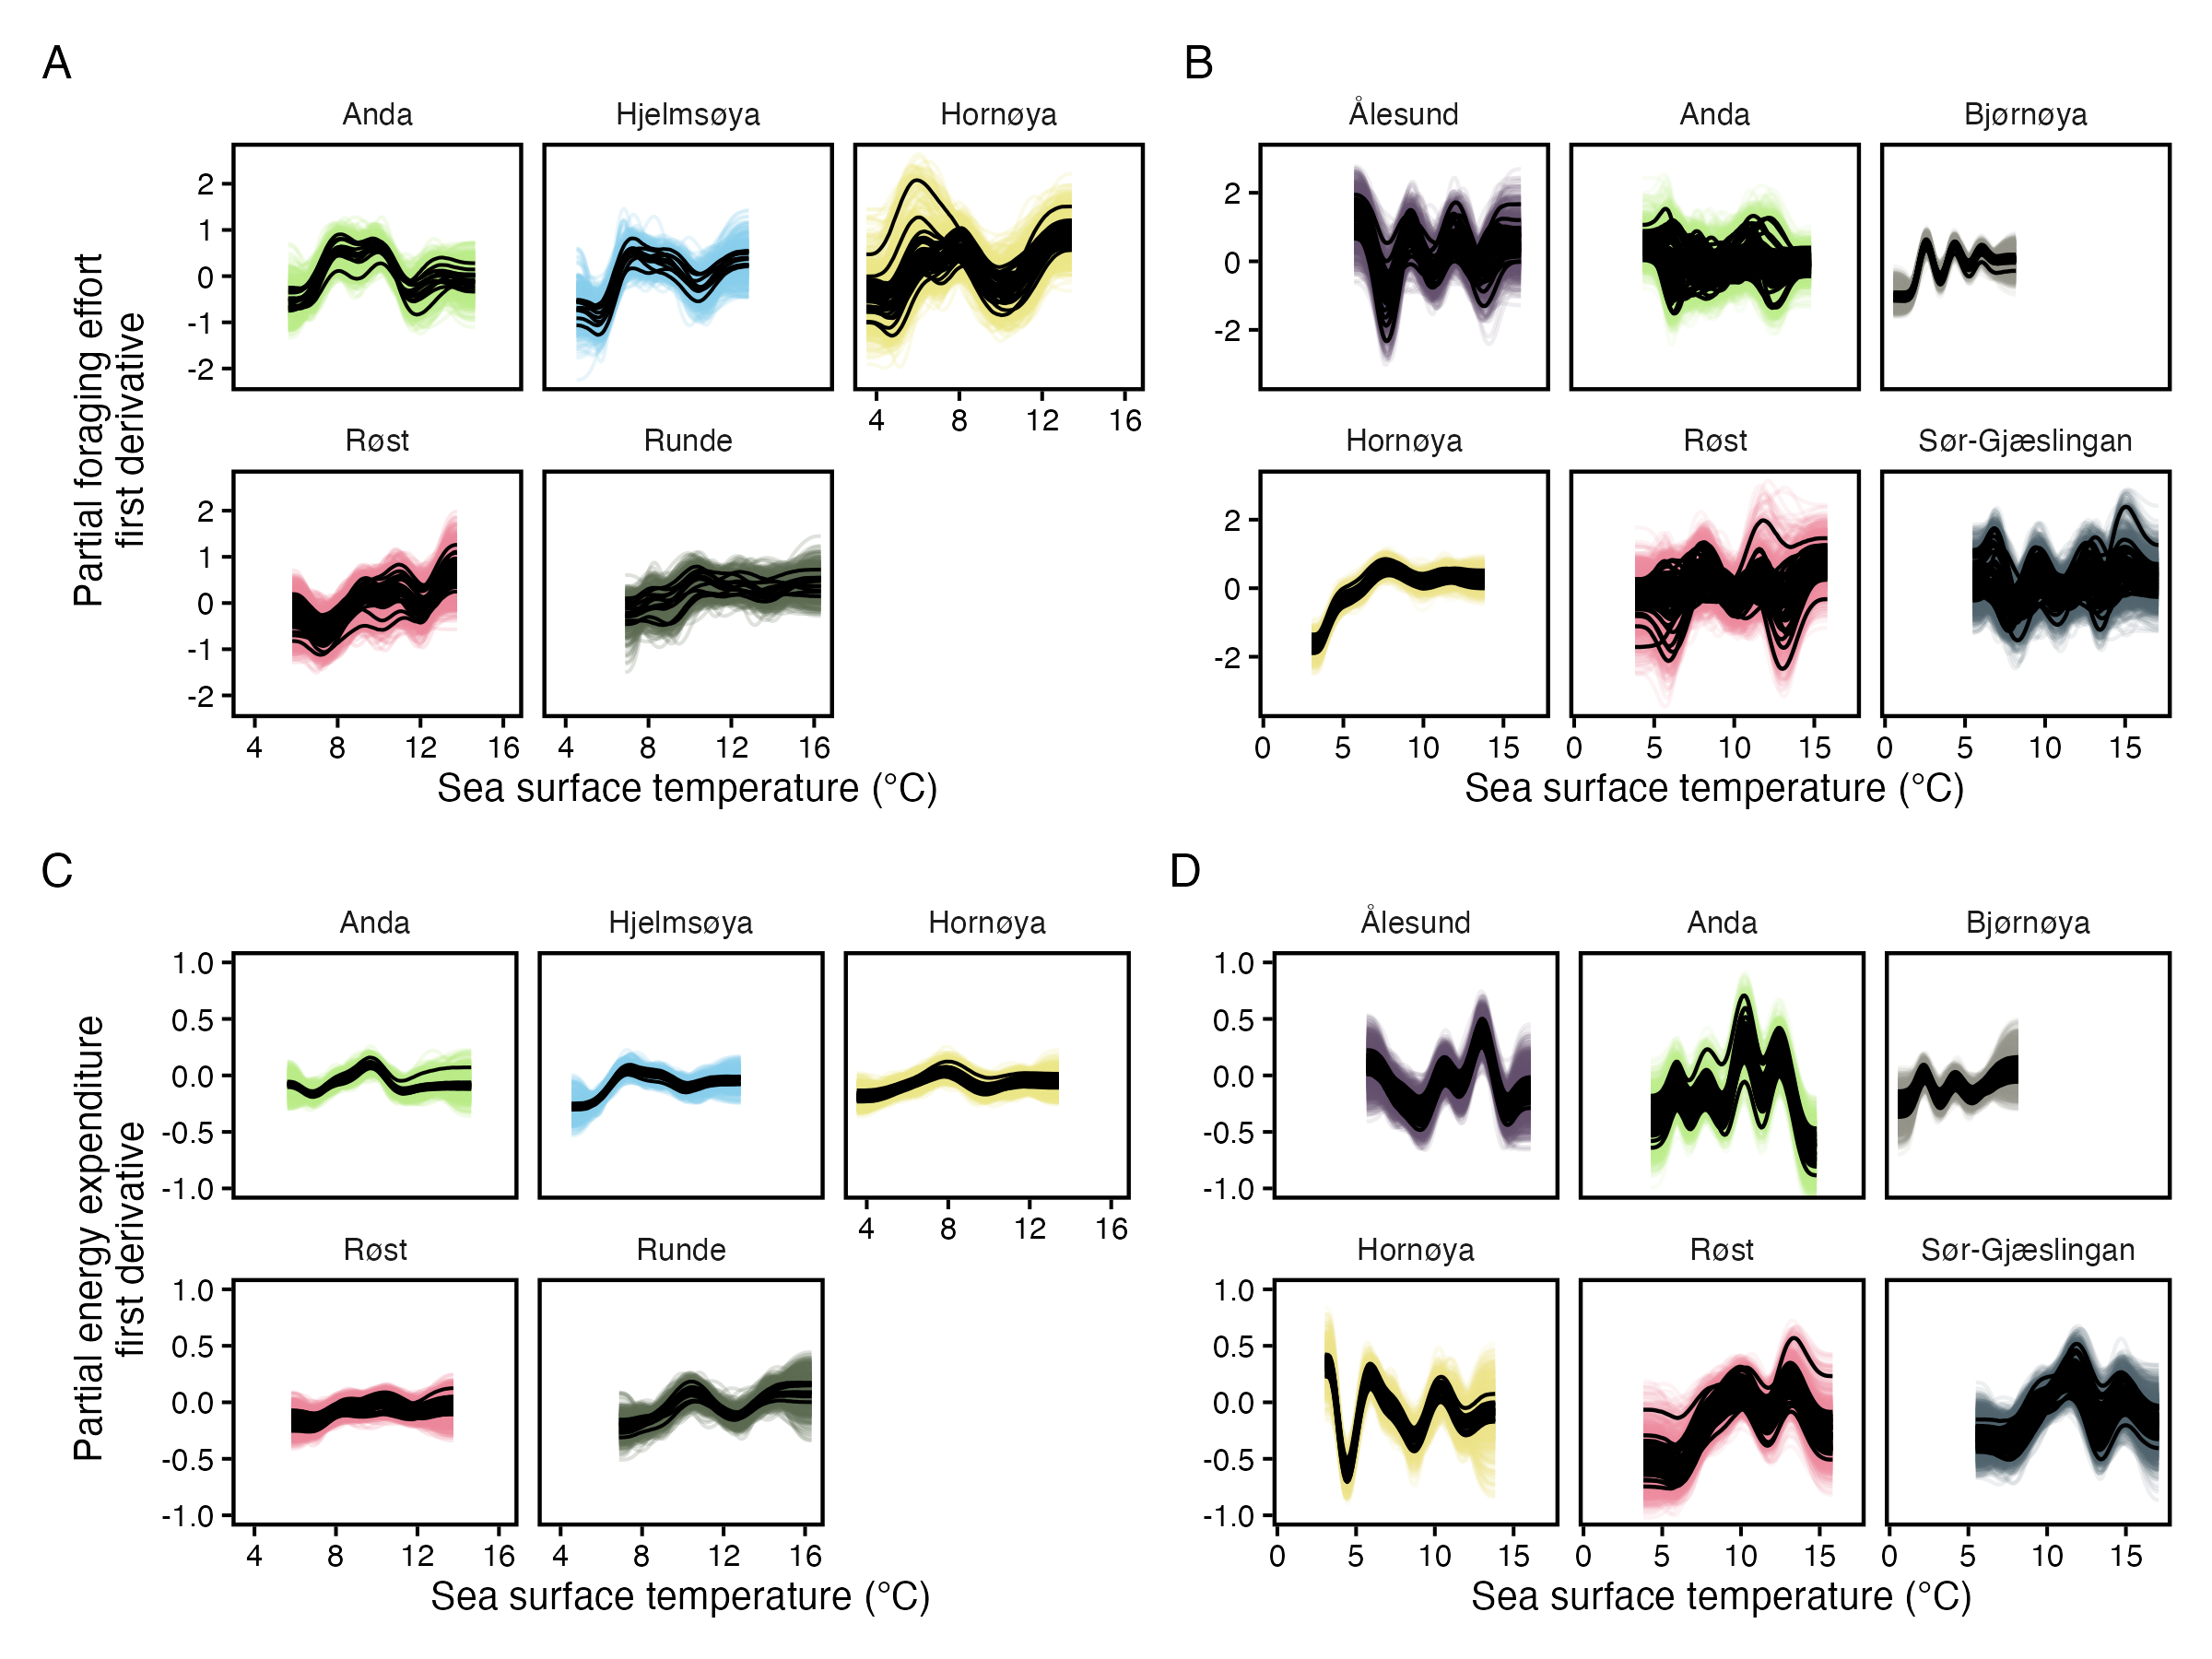 A
Anda
Hjelmsøya
Hornøya
2
1
0
-1
-2
4 8 12 16
Røst
Runde
2
1
0
-1
-2
4 8 12 16
4 8 12 16
Partial foraging effort
first derivative
Sea surface temperature (°C)
B
Ålesund
Anda
Bjørnøya
2
0
-2
Hornøya
Røst
Sør-Gjæslingan
2
0
-2
0 5 10 15
0 5 10 15
0 5 10 15
Sea surface temperature (°C)
C
Anda
Hjelmsøya
Hornøya
1.0
0.5
0.0
-0.5
-1.0
4 8 12 16
Røst
Runde
1.0
0.5
0.0
-0.5
-1.0
4 8 12 16
4 8 12 16
Partial energy expenditure
first derivative
Sea surface temperature (°C)
D
Ålesund
Anda
Bjørnøya
1.0
0.5
0.0
-0.5
-1.0
Hornøya
Røst
Sør-Gjæslingan
1.0
0.5
0.0
-0.5
-1.0
0 5 10 15
0 5 10 15
0 5 10 15
Sea surface temperature (°C)